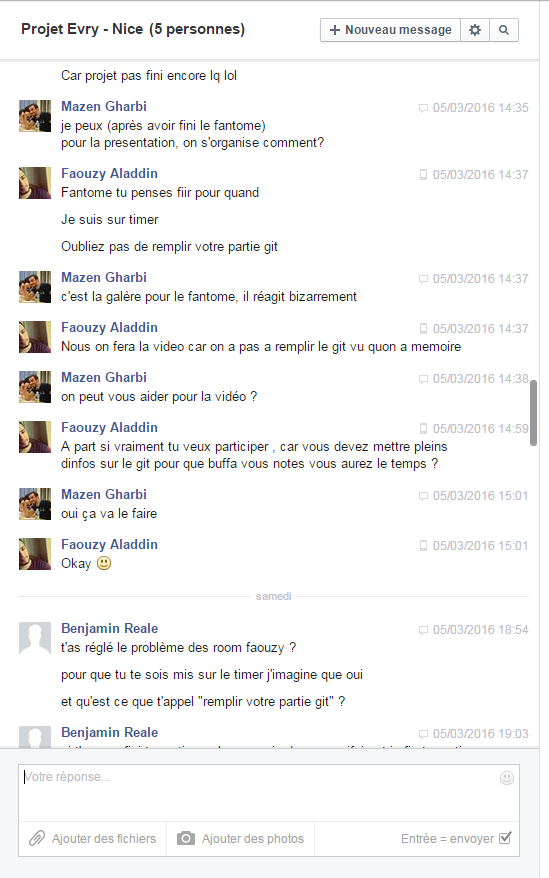 Projet Evry - Nice (5 personnes)
Nouveau message
Car projet pas fini encore lq lol
Mazen Gharbi
05/03/2016 14:35
je peux (après avoir fini le fantome)
pour la presentation, on s'organise comment?
Faouzy Aladdin
05/03/2016 14:37
Fantome tu penses fiir pour quand
Je suis sur timer
Oubliez pas de remplir votre partie git
Mazen Gharbi
05/03/2016 14:37
c'est la galère pour le fantome, il réagit bizarrement
Faouzy Aladdin
05/03/2016 14:37
Nous on fera la video car on a pas a remplir le git vu quon a memoire
Mazen Gharbi
05/03/2016 14:38
on peut vous aider pour la vidéo ?
Faouzy Aladdin
05/03/2016 14:59
A part si vraiment tu veux participer , car vous devez mettre pleins
dinfos sur le git pour que buffa vous notes vous aurez le temps ?
Mazen Gharbi
05/03/2016 15:01
oui ça va le faire
Faouzy Aladdin
05/03/2016 15:01
Okay
samedi
Benjamin Reale
05/03/2016 18:54
t'as réglé le problème des room faouzy ?
pour que tu te sois mis sur le timer j'imagine que oui
et qu'est ce que t'appel "remplir votre partie git" ?
Benjamin Reale
05/03/2016 19:03
Votre réponse...
Ajouter des fichiers
Ajouter des photos
Entrée = envoyer